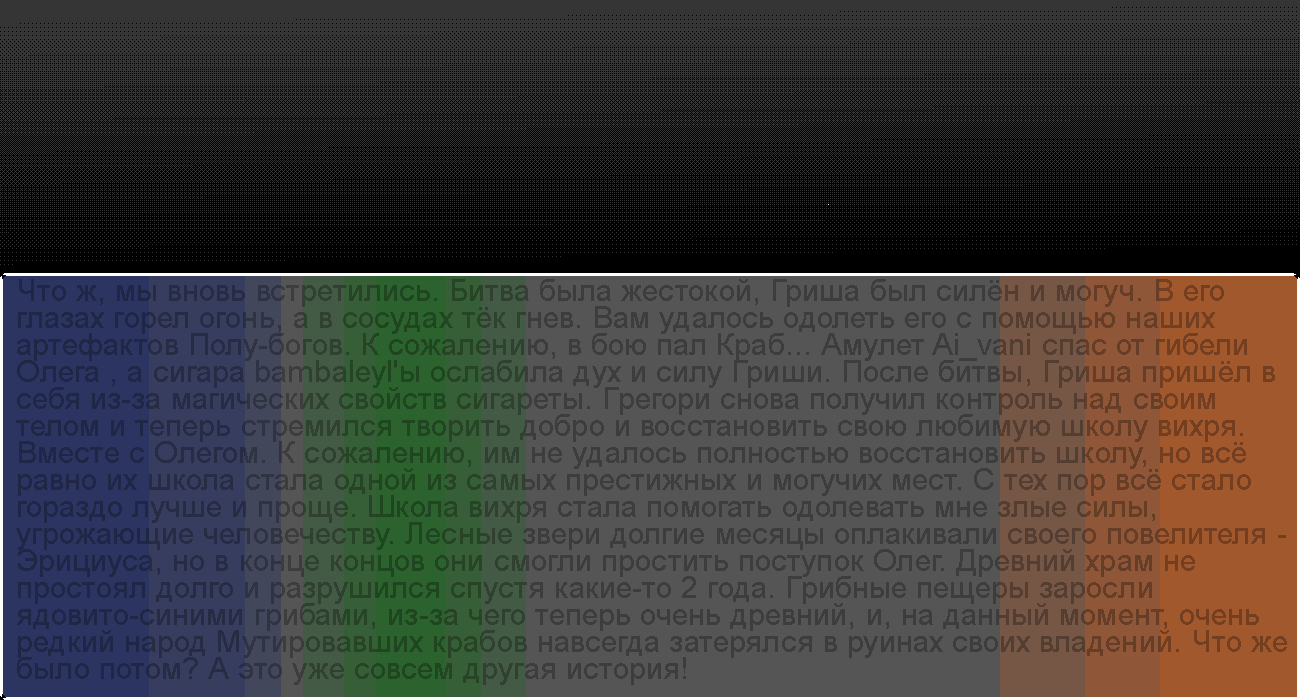 Что ж, мы вновь встретились. Битва была жестокой, Гриша был силён и могуч. В его
глазах горел огонь, а в сосудах тёк гнев. Вам удалось одолеть его с помощью наших
артефактов Полу-богов. К сожалению, в бою пал Краб... Амулет Ai_vani спас от гибели
Олега , а сигара bambaleyl'ы ослабила дух и силу Гриши. После битвы, Гриша пришёл в
себя из-за магических свойств сигареты. Грегори снова получил контроль над своим
телом и теперь стремился творить добро и восстановить свою любимую школу вихря.
Вместе с Олегом. К сожалению, им не удалось полностью восстановить школу, но всё
равно их школа стала одной из самых престижных и могучих мест. С тех пор всё стало
гораздо лучше и проще. Школа вихря стала помогать одолевать мне злые силы,
угрожающие человечеству. Лесные звери долгие месяцы оплакивали своего повелителя -
Эрициуса, но в конце концов они смогли простить поступок Олег. Древний храм не
простоял долго и разрушился спустя какие-то 2 года. Грибные пещеры заросли
ядовито-синими грибами, из-за чего теперь очень древний, и, на данный момент, очень
редкий народ Мутировавших крабов навсегда затерялся в руинах своих владений. Что же
было потом? А это уже совсем другая история!